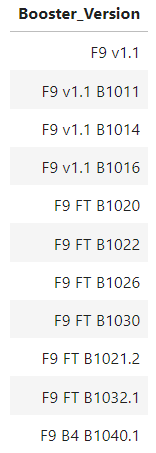 Booster_Version
F9 v1.1
F9 v1.1 B1011
F9 v1.1 B1014
F9 v1.1 B1016
F9 FT B1020
F9 FT B1022
F9 FT B1026
F9 FT B1030
F9 FT B1021.2
F9 FT B1032.1
F9 B4 B1040.1